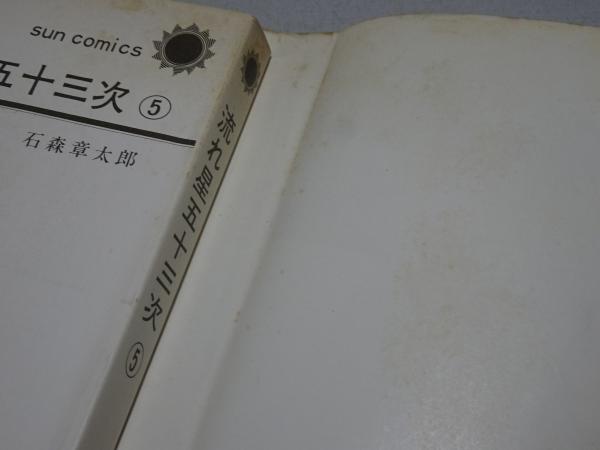 sun comics
五十三次 ⑤
石森章太郎
流れ星五十三次 ⑤